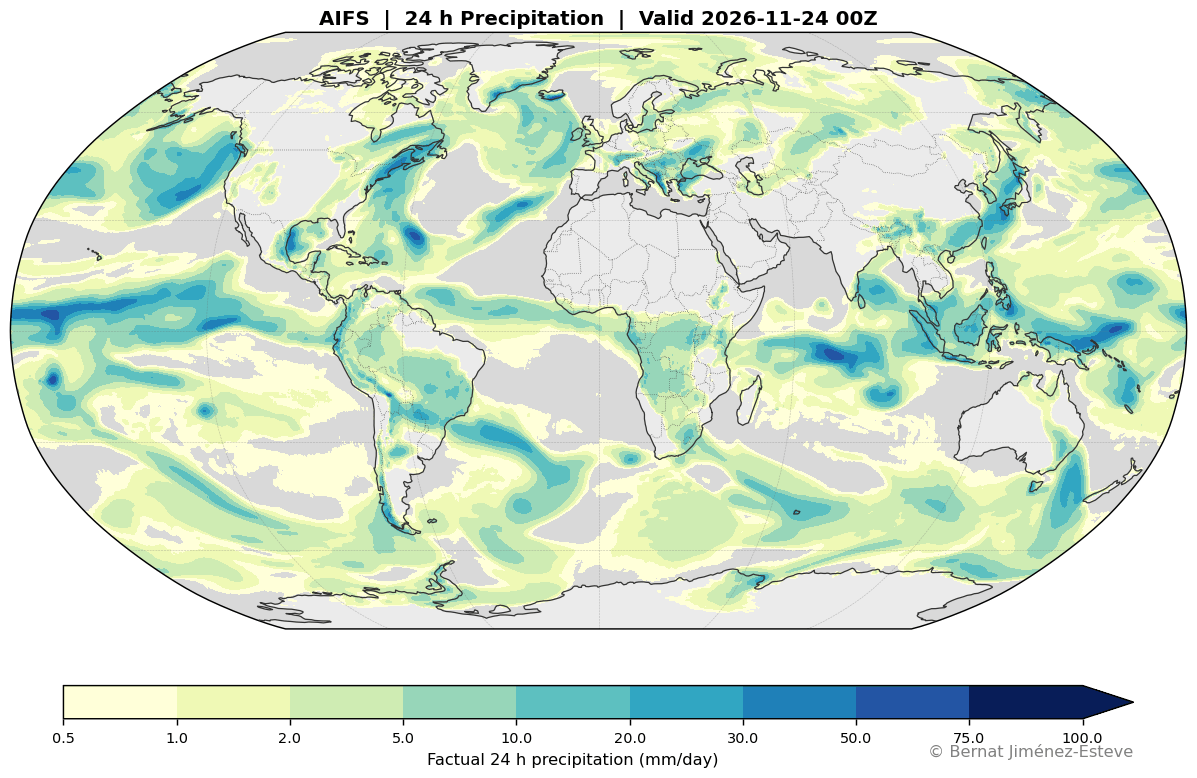 AIFS | 24 h Precipitation | Valid 2026-11-24 00Z
0.5 1.0 2.0 5.0 10.0 20.0 30.0 50.0 75.0 100.0
Factual 24 h precipitation (mm/day)
© Bernat Jiménez-Esteve